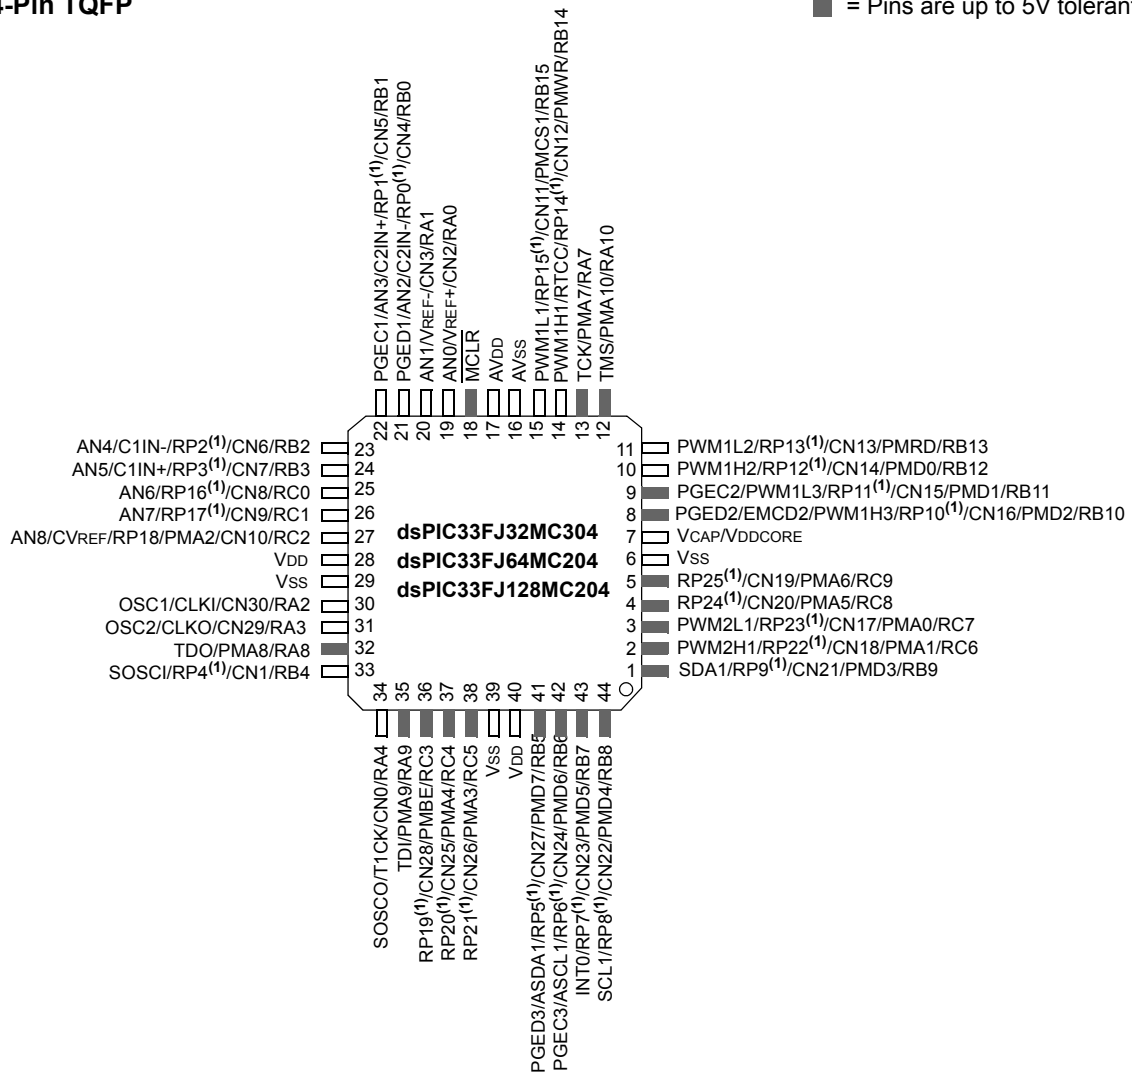 -Pin TQFP
= Pins are up to 5V tolerant
PGEC1/AN3/C2IN+/RP1(1)/CN5/RB1
PGED1/AN2/C2IN-/RP0(1)/CN4/RB0
AN1/VREF-/CN3/RA1
AN0/VREF+/CN2/RA0
MCLR
AVDD
AVSS
PWM1L1/RP15(1)/CN11/PMCS1/RB15
PWM1H1/RTCC/RP14(1)/CN12/PMWR/RB14
TCK/PMA7/RA7
TMS/PMA10/RA10
22 21 20 19 18 17 16 15 14 13 12
AN4/C1IN-/RP2(1)/CN6/RB2 23
AN5/C1IN+/RP3(1)/CN7/RB3 24
AN6/RP16(1)/CN8/RC0 25
AN7/RP17(1)/CN9/RC1 26
AN8/CVREF/RP18/PMA2/CN10/RC2 27
VDD 28
VSS 29
OSC1/CLKI/CN30/RA2 30
OSC2/CLKO/CN29/RA3 31
TDO/PMA8/RA8 32
SOSCI/RP4(1)/CN1/RB4 33
dsPIC33FJ32MC304
dsPIC33FJ64MC204
dsPIC33FJ128MC204
11 PWM1L2/RP13(1)/CN13/PMRD/RB13
10 PWM1H2/RP12(1)/CN14/PMD0/RB12
9 PGEC2/PWM1L3/RP11(1)/CN15/PMD1/RB11
8 PGED2/EMCD2/PWM1H3/RP10(1)/CN16/PMD2/RB10
7 VCAP/VDDCORE
6 VSS
5 RP25(1)/CN19/PMA6/RC9
4 RP24(1)/CN20/PMA5/RC8
3 PWM2L1/RP23(1)/CN17/PMA0/RC7
2 PWM2H1/RP22(1)/CN18/PMA1/RC6
1 SDA1/RP9(1)/CN21/PMD3/RB9
34 35 36 37 38 39 40 41 42 43 44
SOSCO/T1CK/CN0/RA4
TDI/PMA9/RA9
RP19(1)/CN28/PMBE/RC3
RP20(1)/CN25/PMA4/RC4
RP21(1)/CN26/PMA3/RC5
VSS
VDD
PGED3/ASDA1/RP5(1)/CN27/PMD7/RB5
PGEC3/ASCL1/RP6(1)/CN24/PMD6/RB6
INT0/RP7(1)/CN23/PMD5/RB7
SCL1/RP8(1)/CN22/PMD4/RB8